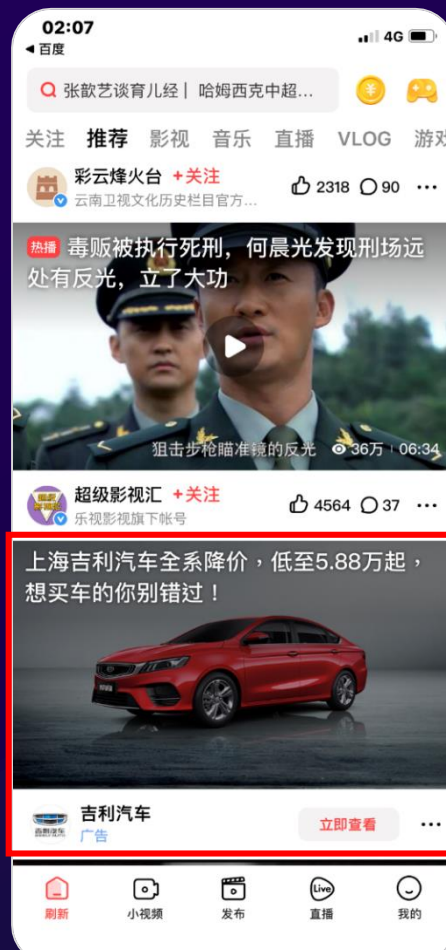 02:07
4G
◀ 百度
张歆艺谈育儿经 | 哈姆西克中超...
关注 推荐 影视 音乐 直播 VLOG 游戏
彩云烽火台 +关注
云南卫视文化历史栏目官方...
2318 90
热播 毒贩被执行死刑，何晨光发现刑场远
处有反光，立了大功
狙击步枪瞄准镜的反光 36万 06:34
超级影视汇 +关注
乐视影视旗下帐号
4564 37
上海吉利汽车全系降价，低至5.88万起，
想买车的你别错过！
吉利汽车
广告
立即查看
刷新 小视频 发布 直播 我的
Live